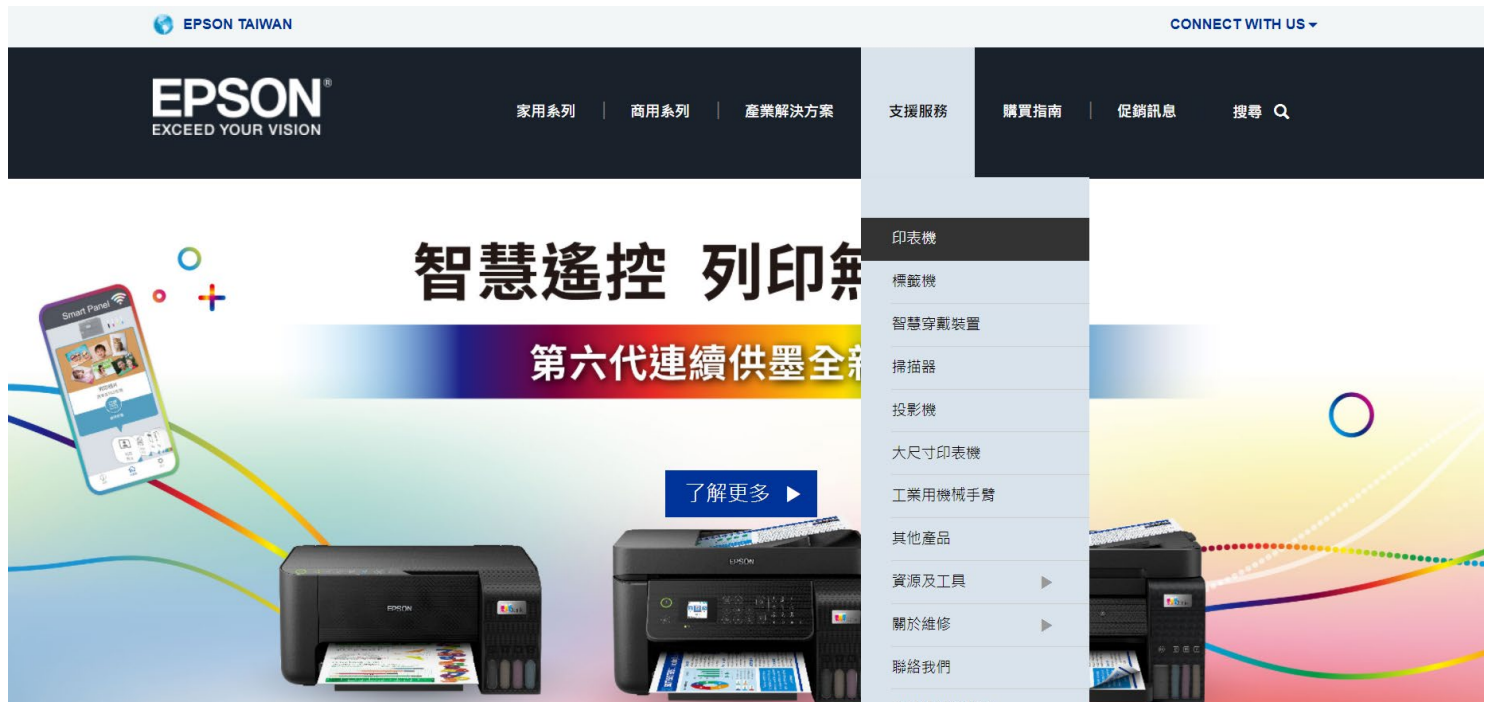 EPSON TAIWAN
CONNECT WITH US
EPSON®
EXCEED YOUR VISION
家用系列
商用系列
產業解決方案
支援服務
購買指南
促銷訊息
搜尋
印表機
標籤機
智慧穿戴裝置
掃描器
投影機
大尺寸印表機
工業用機械手臂
其他產品
資源及工具
關於維修
聯絡我們
智慧遙控 列印無
第六代連續供墨全新
了解更多
Smart Panel
EPSON
EPSON